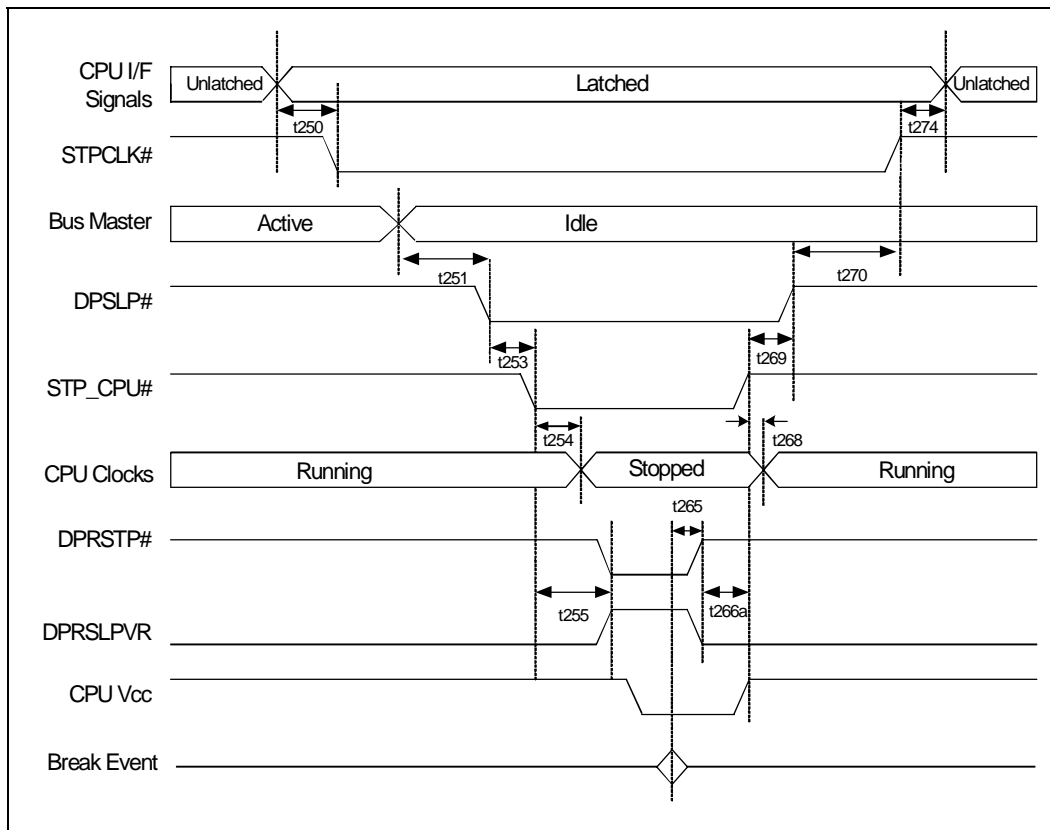 CPU I/F
Signals
Unlatched
Latched
Unlatched
t250
t274
STPCLK#
Bus Master
Active
Idle
t251
t270
DPSLP#
t253
t269
STP_CPU#
t254
t268
CPU Clocks
Running
Stopped
Running
t265
DPRSTP#
t255
t266a
DPRSLPVR
CPU Vcc
Break Event